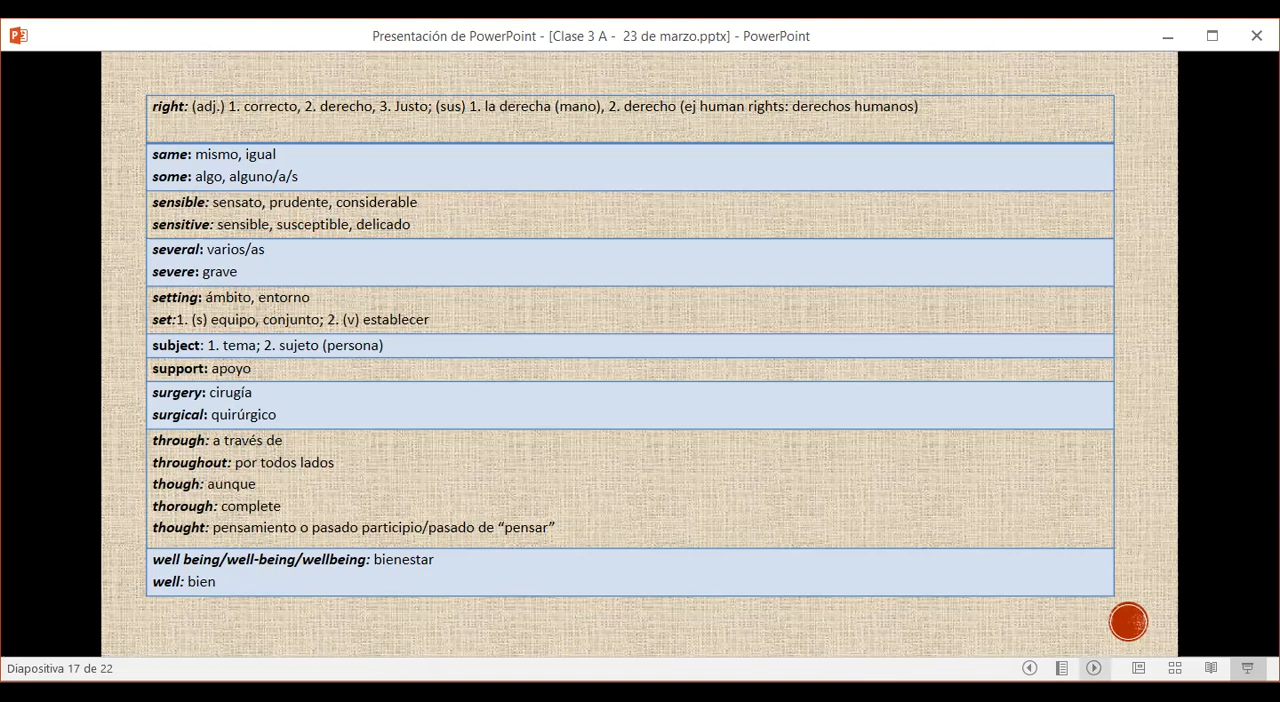 Presentación de PowerPoint - [Clase 3 A -  23 de marzo.pptx] - PowerPoint
right: (adj.) 1. correcto, 2. derecho, 3. Justo; (sus) 1. la derecha (mano), 2. derecho (ej human rights: derechos humanos)
same: mismo, igual
some: algo, alguno/a/s
sensible: sensato, prudente, considerable
sensitive: sensible, susceptible, delicado
several: varios/as
severe: grave
setting: ámbito, entorno
set:1. (s) equipo, conjunto; 2. (v) establecer
subject: 1. tema; 2. sujeto (persona)
support: apoyo
surgery: cirugía
surgical: quirúrgico
through: a través de
throughout: por todos lados
though: aunque
thorough: complete
thought: pensamiento o pasado participio/pasado de “pensar”
well being/well-being/wellbeing: bienestar
well: bien
Diapositiva 17 de 22